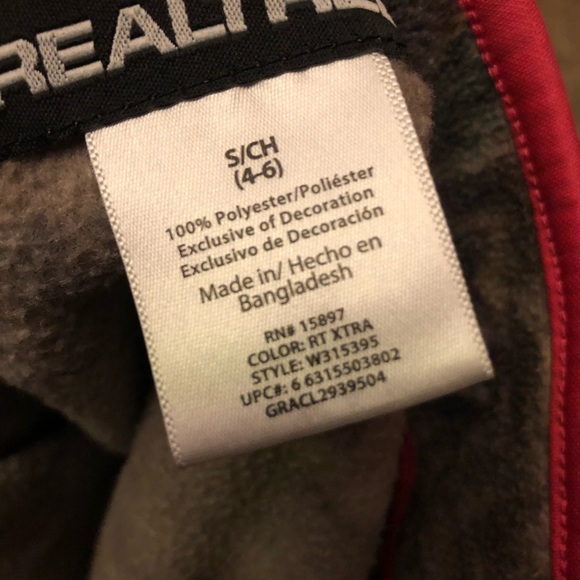 REALTREE
S/CH
(4-6)
100% Polyester/Poliéster
Exclusive of Decoration
Exclusivo de Decoración
Made in/ Hecho en
Bangladesh
RN# 15897
COLOR: RT XTRA
STYLE: W315395
UPC#: 6 6315503802
GRACL2939504